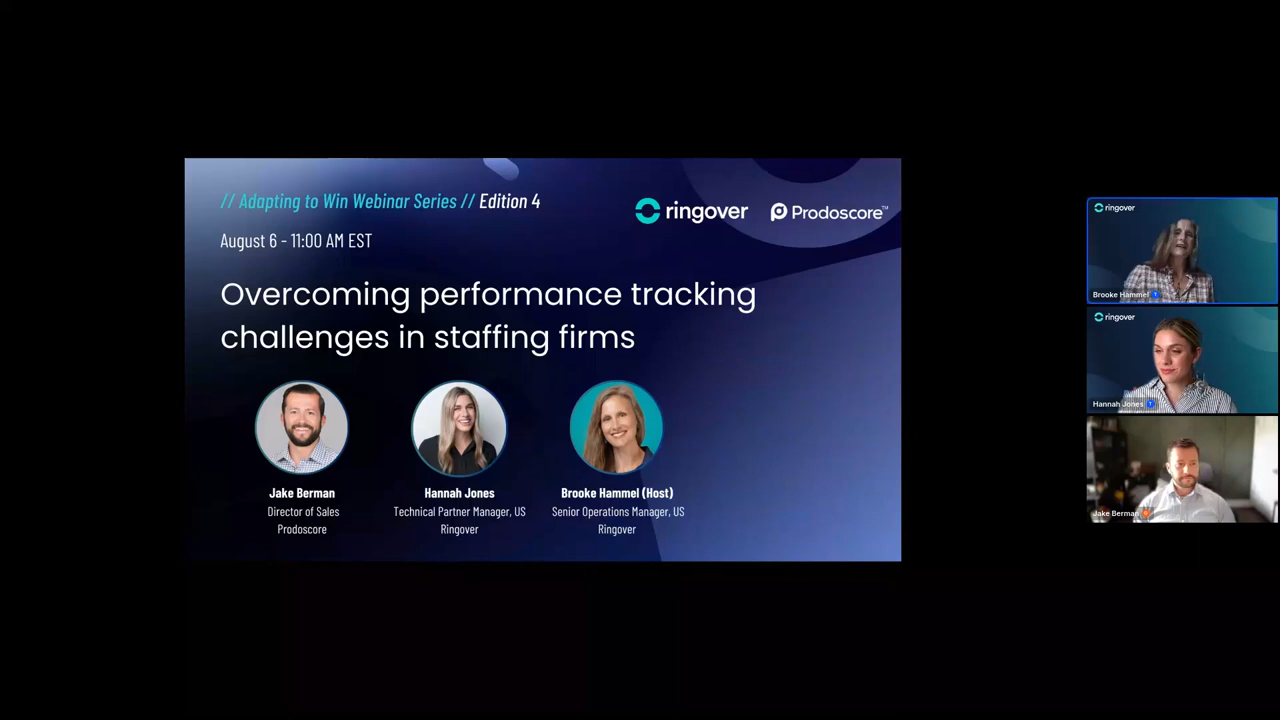 // Adapting to Win Webinar Series // Edition 4
ringover
Prodoscore™
August 6 - 11:00 AM EST
Overcoming performance tracking
challenges in staffing firms
Jake Berman
Director of Sales
Prodoscore
Hannah Jones
Technical Partner Manager, US
Ringover
Brooke Hammel (Host)
Senior Operations Manager, US
Ringover
ringover
Brooke Hammel
ringover
Hannah Jones
Jake Berman